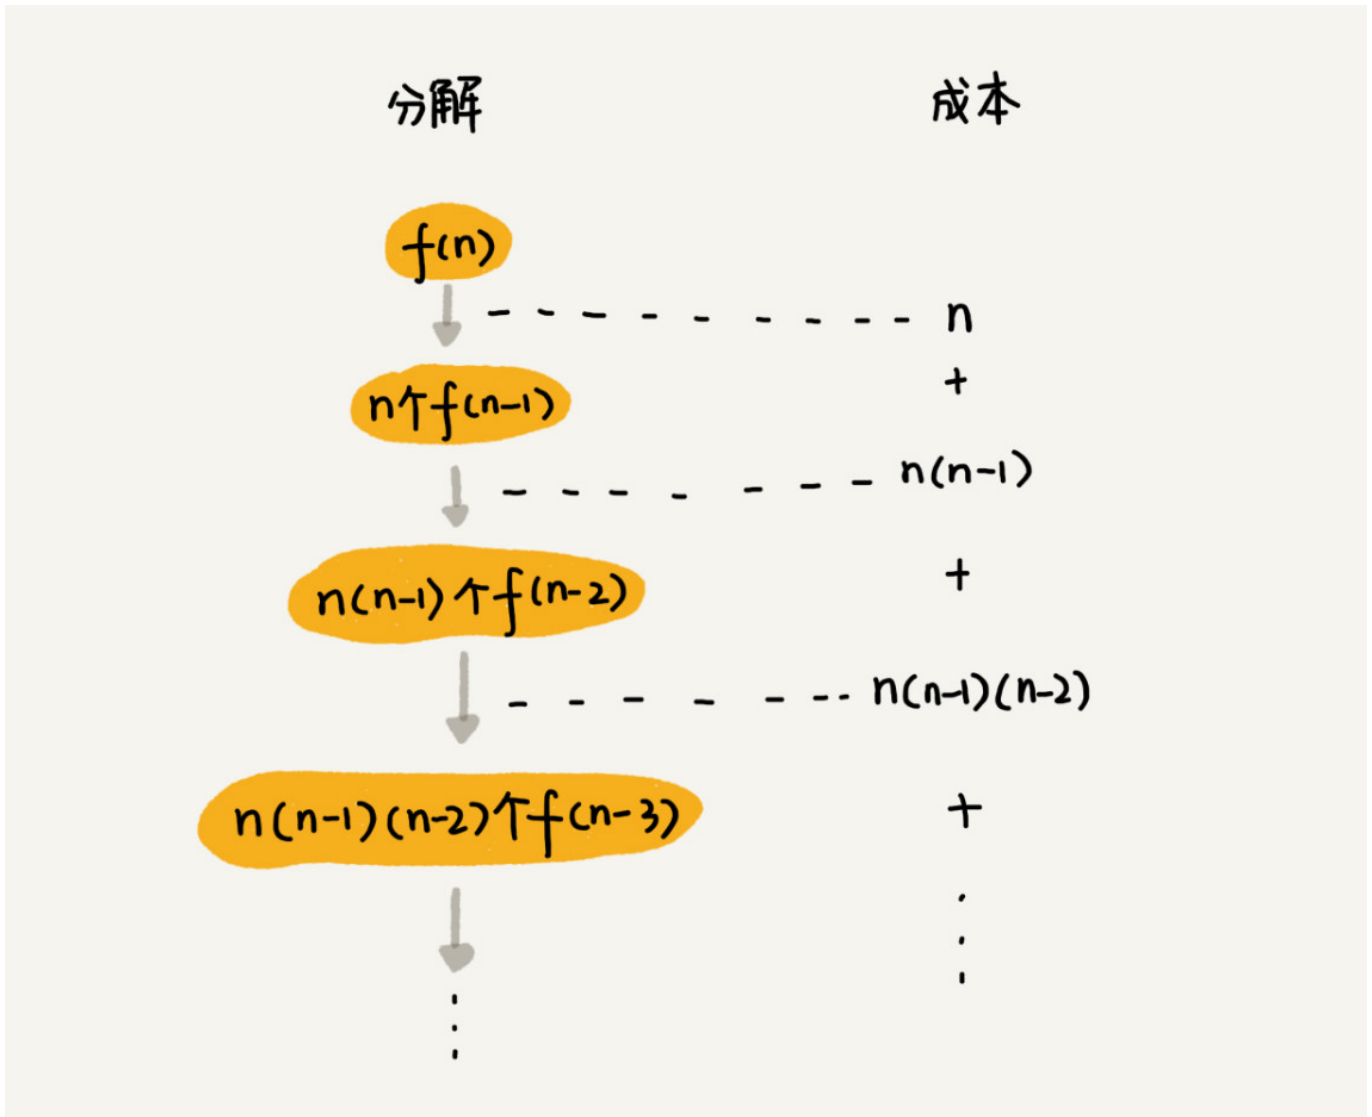 分解 成本
f(n)
n
n个f(n-1)
+
n(n-1)
n(n-1)个f(n-2)
+
n(n-1)(n-2)
n(n-1)(n-2)个f(n-3)
+